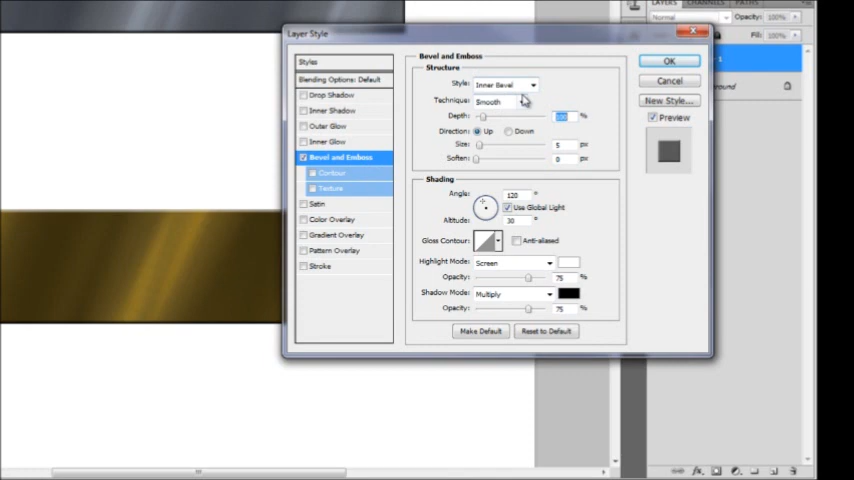 LAYERS CHANNELS PATHS
Normal Opacity: 100%
Fill: 100%
Layer Style
Styles
Blending Options: Default
Drop Shadow
Inner Shadow
Outer Glow
Inner Glow
Bevel and Emboss
Contour
Texture
Satin
Color Overlay
Gradient Overlay
Pattern Overlay
Stroke
Bevel and Emboss
Structure
Style: Inner Bevel
Technique: Smooth
Depth: 100 %
Direction: Up Down
Size: 5 px
Soften: 0 px
Shading
Angle: 120 °
Use Global Light
Altitude: 30 °
Gloss Contour: Anti-aliased
Highlight Mode: Screen
Opacity: 75 %
Shadow Mode: Multiply
Opacity: 75 %
Make Default Reset to Default
OK
Cancel
New Style...
Preview
1
ound
fx